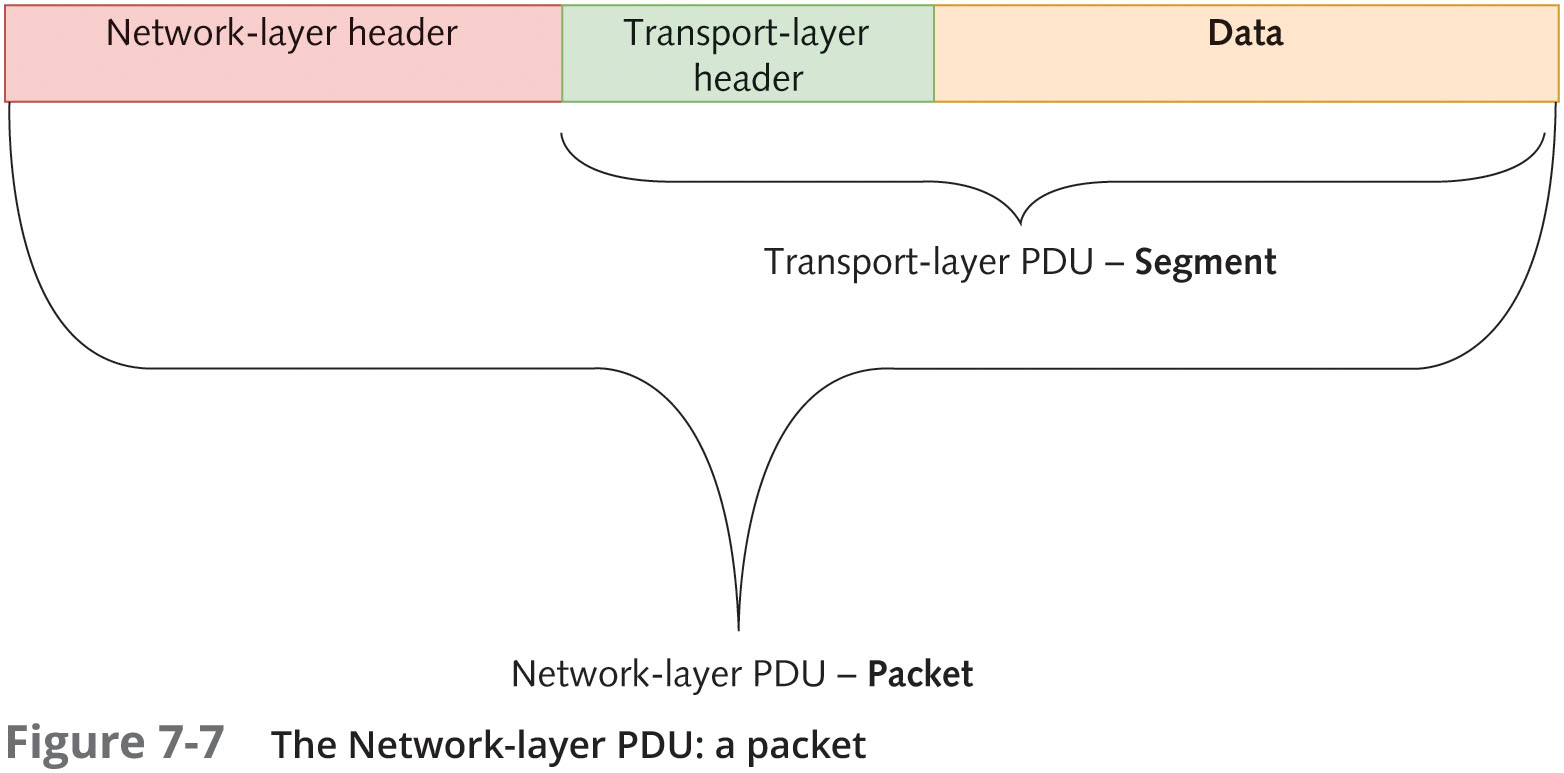 Network-layer header
Transport-layer
header
Data
Transport-layer PDU – Segment
Network-layer PDU – Packet
Figure 7-7 The Network-layer PDU: a packet